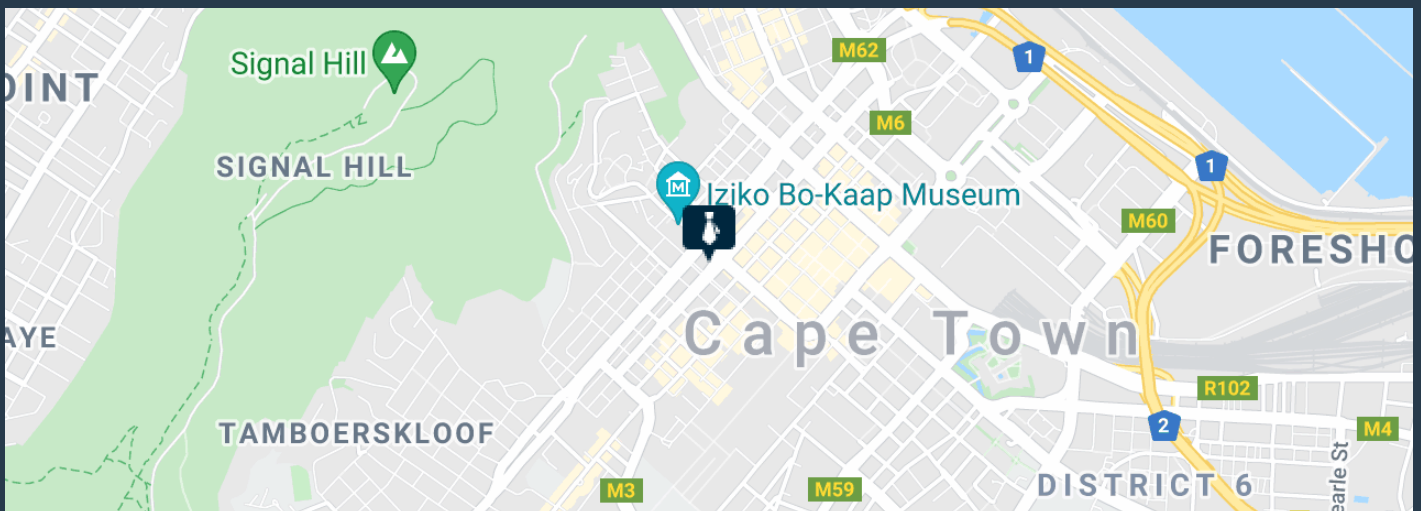 M62
1
Signal Hill
OINT
M6
SIGNAL HILL
1
Iziko Bo-Kaap Museum
M60
FORESHO
Cape Town
AYE
R102
TAMBOERSKLOOF
2
M4
earle St
DISTRICT 6
M3
M59